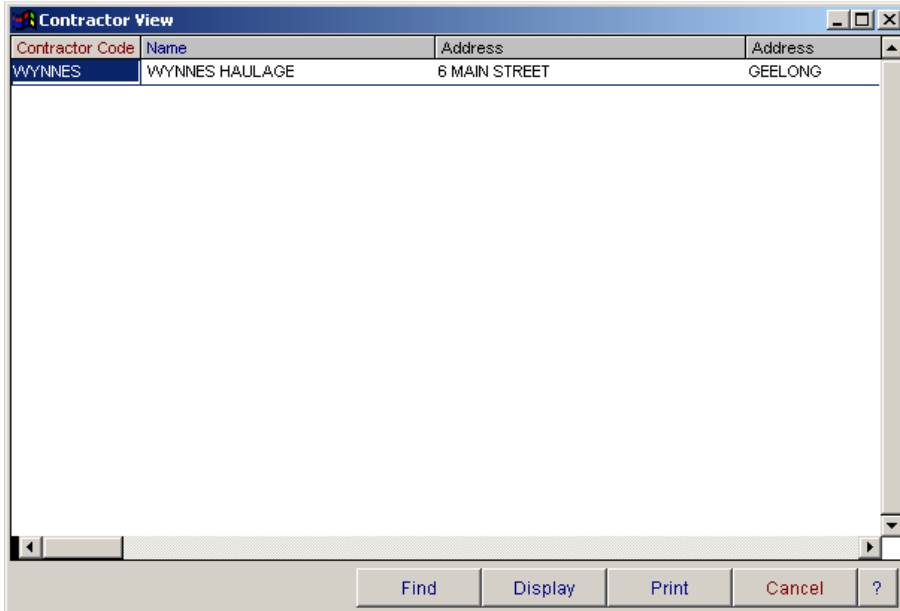 Contractor View
Contractor Code Name Address Address
WYNNES WYNNES HAULAGE 6 MAIN STREET GEELONG
Find Display Print Cancel ?